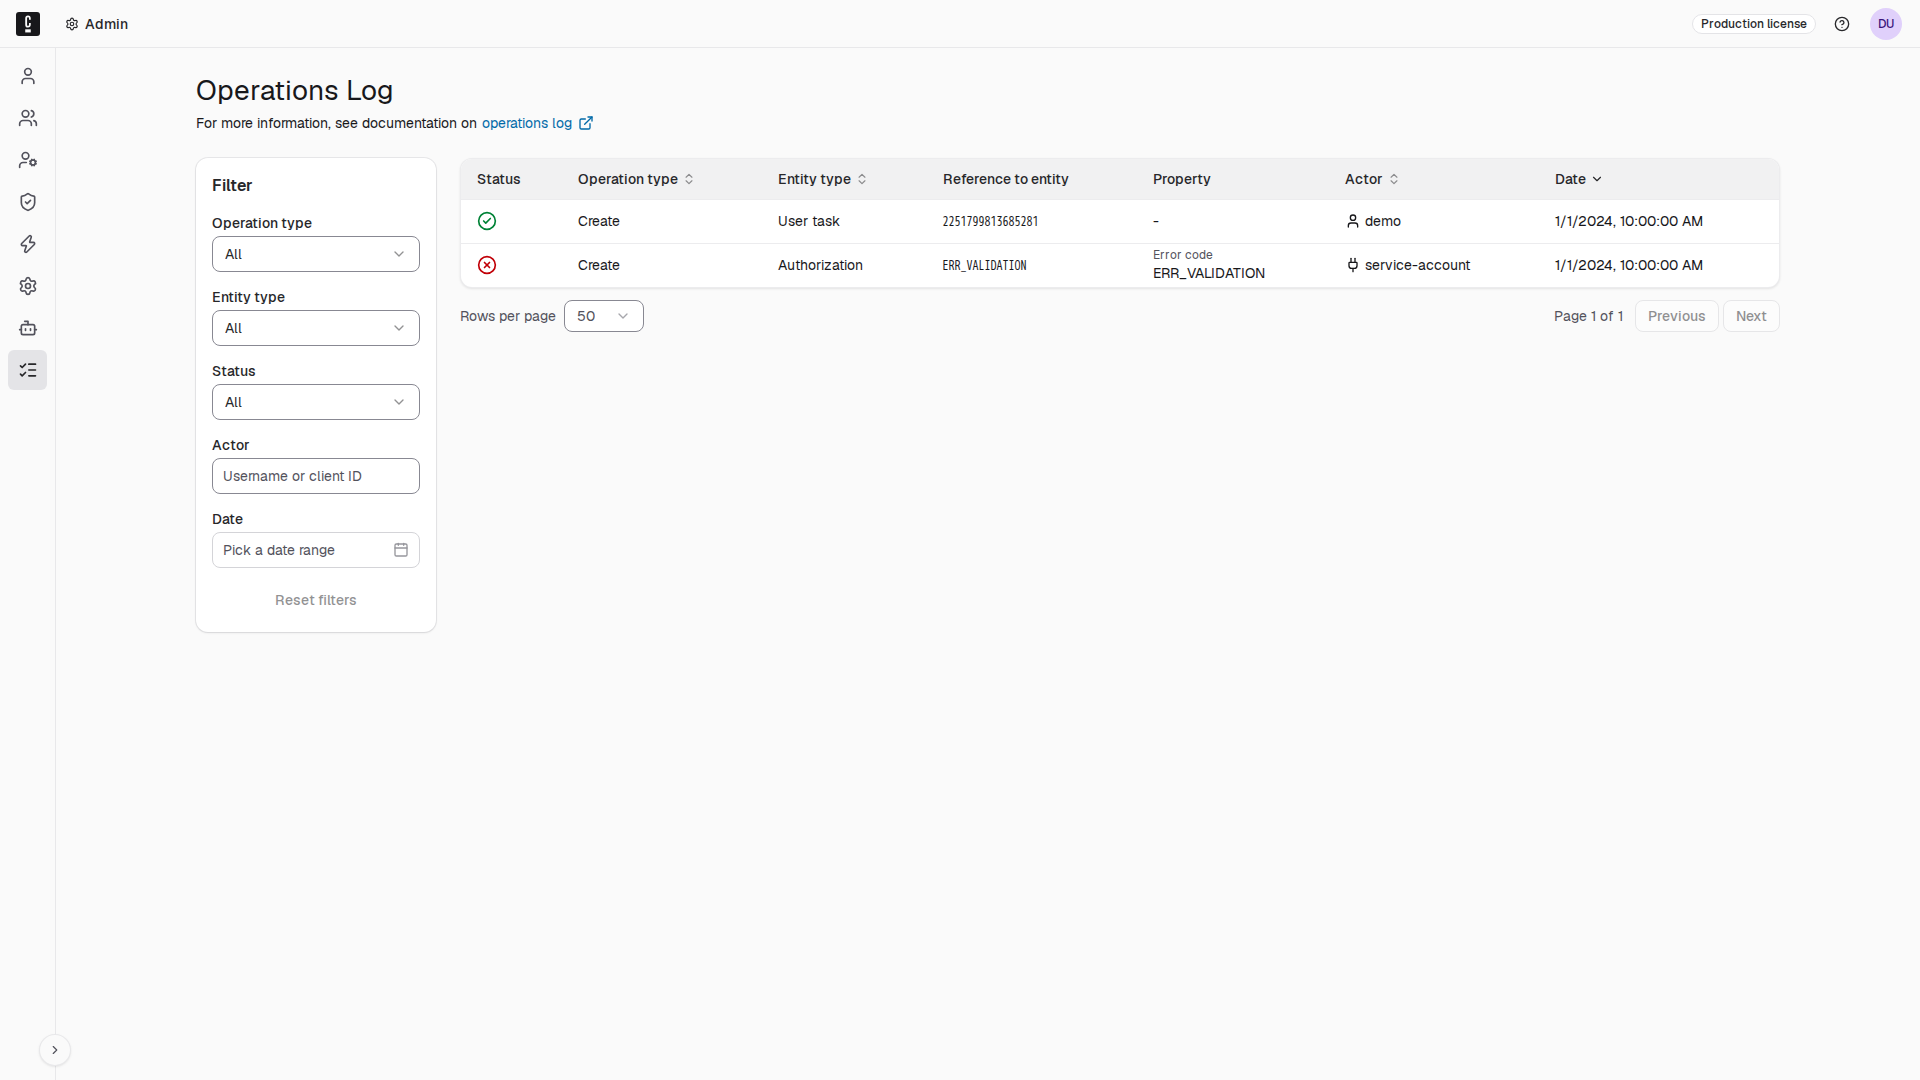 Admin
Production license
DU
Operations Log
For more information, see documentation on operations log
Filter
Operation type
All
Entity type
All
Status
All
Actor
Username or client ID
Date
Pick a date range
Reset filters
Status Operation type Entity type Reference to entity Property Actor Date
Create User task 2251799813685281 - demo 1/1/2024, 10:00:00 AM
Create Authorization ERR_VALIDATION Error code ERR_VALIDATION service-account 1/1/2024, 10:00:00 AM
Rows per page 50 Page 1 of 1 Previous Next